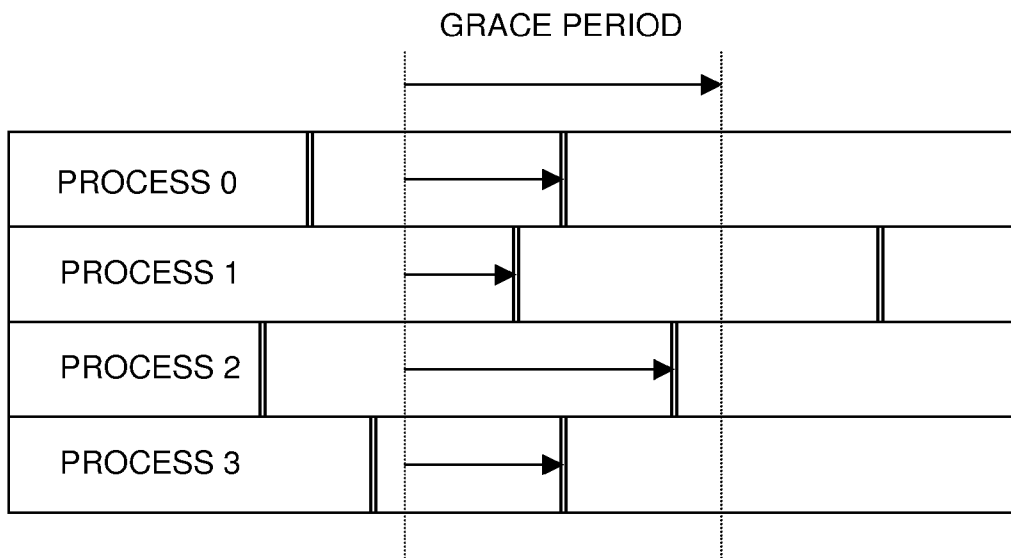 GRACE PERIOD
PROCESS 0
PROCESS 1
PROCESS 2
PROCESS 3